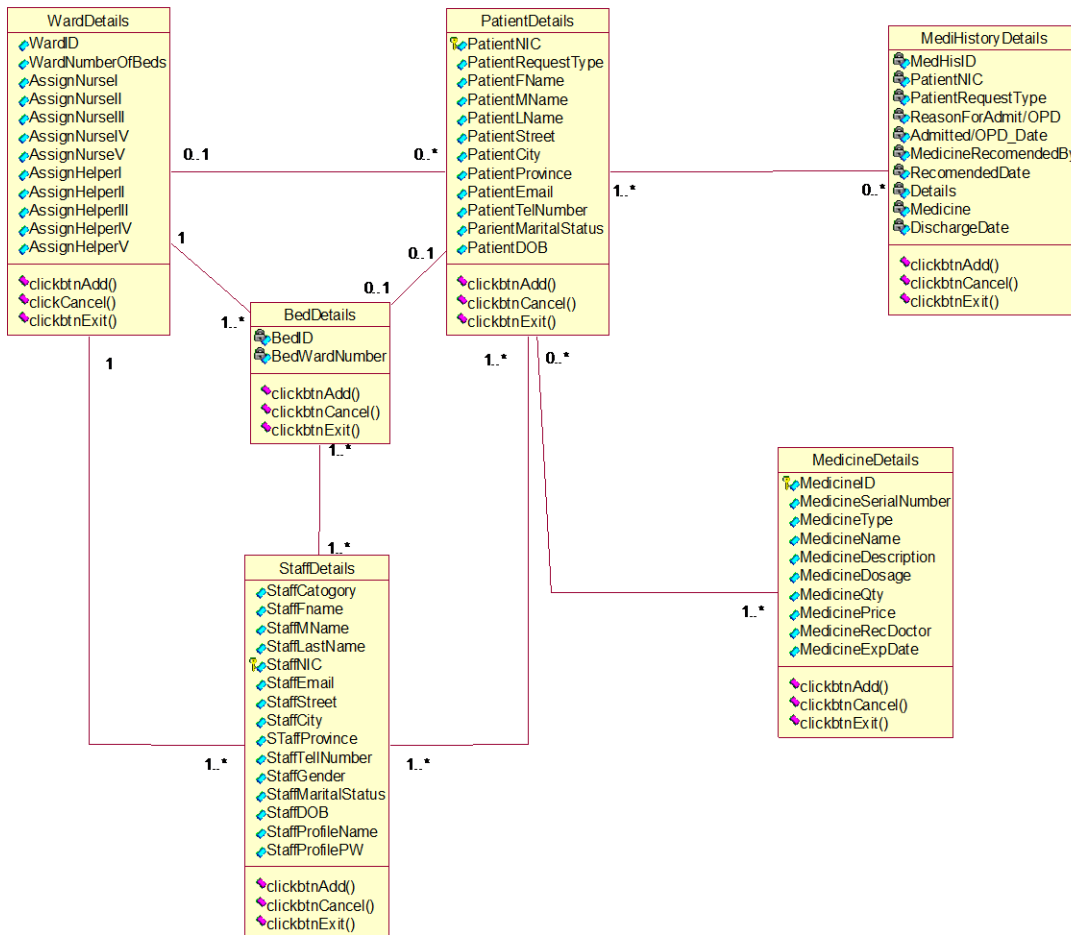 WardDetails
WardID
WardNumberOfBeds
AssignNurseI
AssignNurseII
AssignNurseIII
AssignNurseIV
AssignNurseV
AssignHelperI
AssignHelperII
AssignHelperIII
AssignHelperIV
AssignHelperV
clickbtnAdd()
clickCancel()
clickbtnExit()
PatientDetails
PatientNIC
PatientRequestType
PatientFName
PatientMName
PatientLName
PatientStreet
PatientCity
PatientProvince
PatientEmail
PatientTelNumber
ParientMaritalStatus
PatientDOB
clickbtnAdd()
clickbtnCancel()
clickbtnExit()
MediHistoryDetails
MedHisID
PatientNIC
PatientRequestType
ReasonForAdmit/OPD
Admitted/OPD_Date
MedicineRecomendedBy
RecomendedDate
Details
Medicine
DischargeDate
clickbtnAdd()
clickbtnCancel()
clickbtnExit()
0..1
0..*
1..*
0..*
1
1..*
0..1
0..1
BedDetails
BedID
BedWardNumber
clickbtnAdd()
clickbtnCancel()
clickbtnExit()
1
1..*
0..*
1..*
1..*
MedicineDetails
MedicineID
MedicineSerialNumber
MedicineType
MedicineName
MedicineDescription
MedicineDosage
MedicineQty
MedicinePrice
MedicineRecDoctor
MedicineExpDate
clickbtnAdd()
clickbtnCancel()
clickbtnExit()
1..*
StaffDetails
StaffCatogory
StaffFname
StaffMName
StaffLastName
StaffNIC
StaffEmail
StaffStreet
StaffCity
STaffProvince
StaffTellNumber
StaffGender
StaffMaritalStatus
StaffDOB
StaffProfileName
StaffProfilePW
clickbtnAdd()
clickbtnCancel()
clickbtnExit()
1..*
1..*